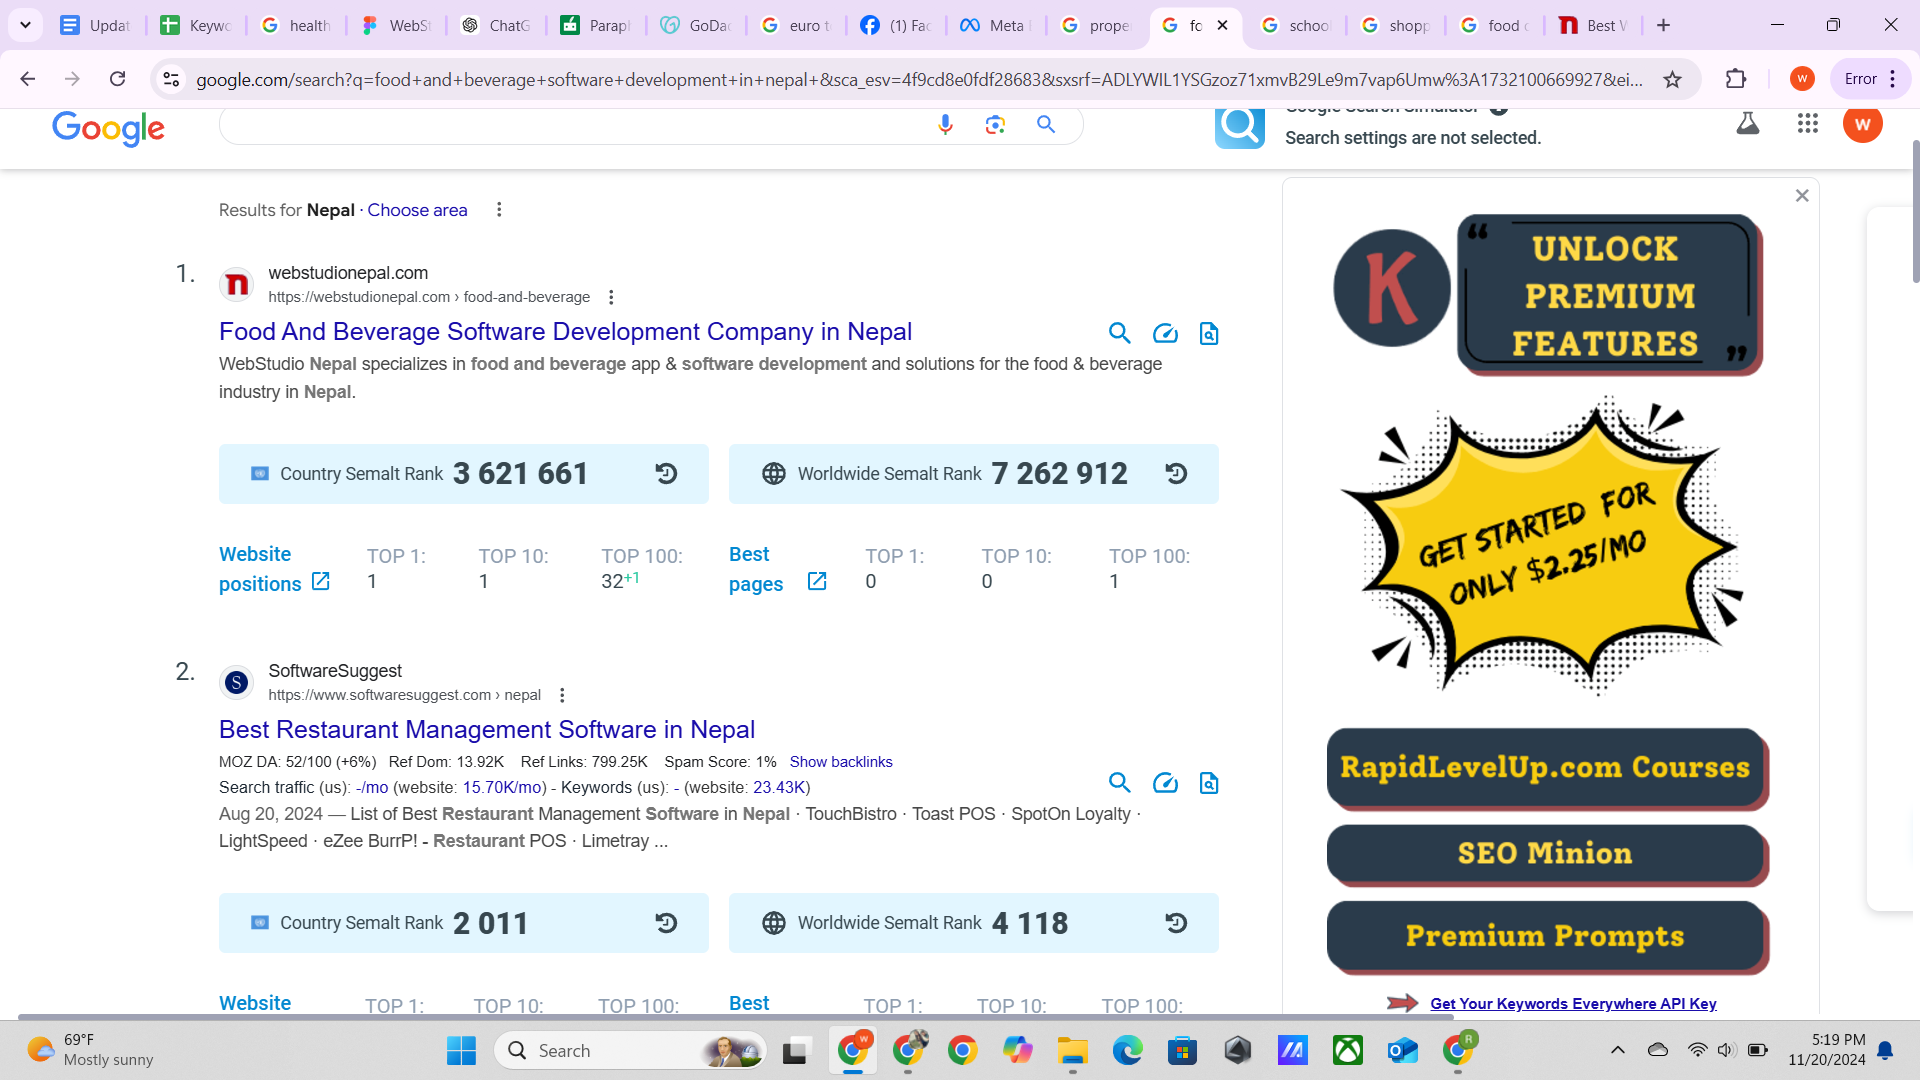 Updat
Keywo
health
WebSt
ChatG
Paraph
GoDac
euro t
(1) Fac
Meta
prope
fo
schoo
shopp
food c
Best W
google.com/search?q=food+and+beverage+software+development+in+nepal+&sca_esv=4f9cd8e0fdf28683&sxsrf=ADLYWIL1YSGzoz71xmvB29Le9m7vap6Umw%3A1732100669927&ei...
W
Error
Google
Search settings are not selected.
W
Results for Nepal · Choose area
1.
webstudionepal.com
https://webstudionepal.com › food-and-beverage
Food And Beverage Software Development Company in Nepal
WebStudio Nepal specializes in food and beverage app & software development and solutions for the food & beverage
industry in Nepal.
Country Semalt Rank 3 621 661
Worldwide Semalt Rank 7 262 912
Website positions
TOP 1: TOP 10: TOP 100:
1 1 32+1
Best pages
TOP 1: TOP 10: TOP 100:
0 0 1
2.
S
SoftwareSuggest
https://www.softwaresuggest.com › nepal
Best Restaurant Management Software in Nepal
MOZ DA: 52/100 (+6%) Ref Dom: 13.92K Ref Links: 799.25K Spam Score: 1% Show backlinks
Search traffic (us): -/mo (website: 15.70K/mo) - Keywords (us): - (website: 23.43K)
Aug 20, 2024 — List of Best Restaurant Management Software in Nepal · TouchBistro · Toast POS · SpotOn Loyalty ·
LightSpeed · eZee BurrP! - Restaurant POS · Limetray ...
Country Semalt Rank 2 011
Worldwide Semalt Rank 4 118
Website
TOP 1: TOP 10: TOP 100:
Best
TOP 1: TOP 10: TOP 100:
K
“ UNLOCK
PREMIUM
FEATURES ”
GET STARTED FOR
ONLY $2.25/MO
RapidLevelUp.com Courses
SEO Minion
Premium Prompts
Get Your Keywords Everywhere API Key
69°F
Mostly sunny
Search
W
R
5:19 PM
11/20/2024